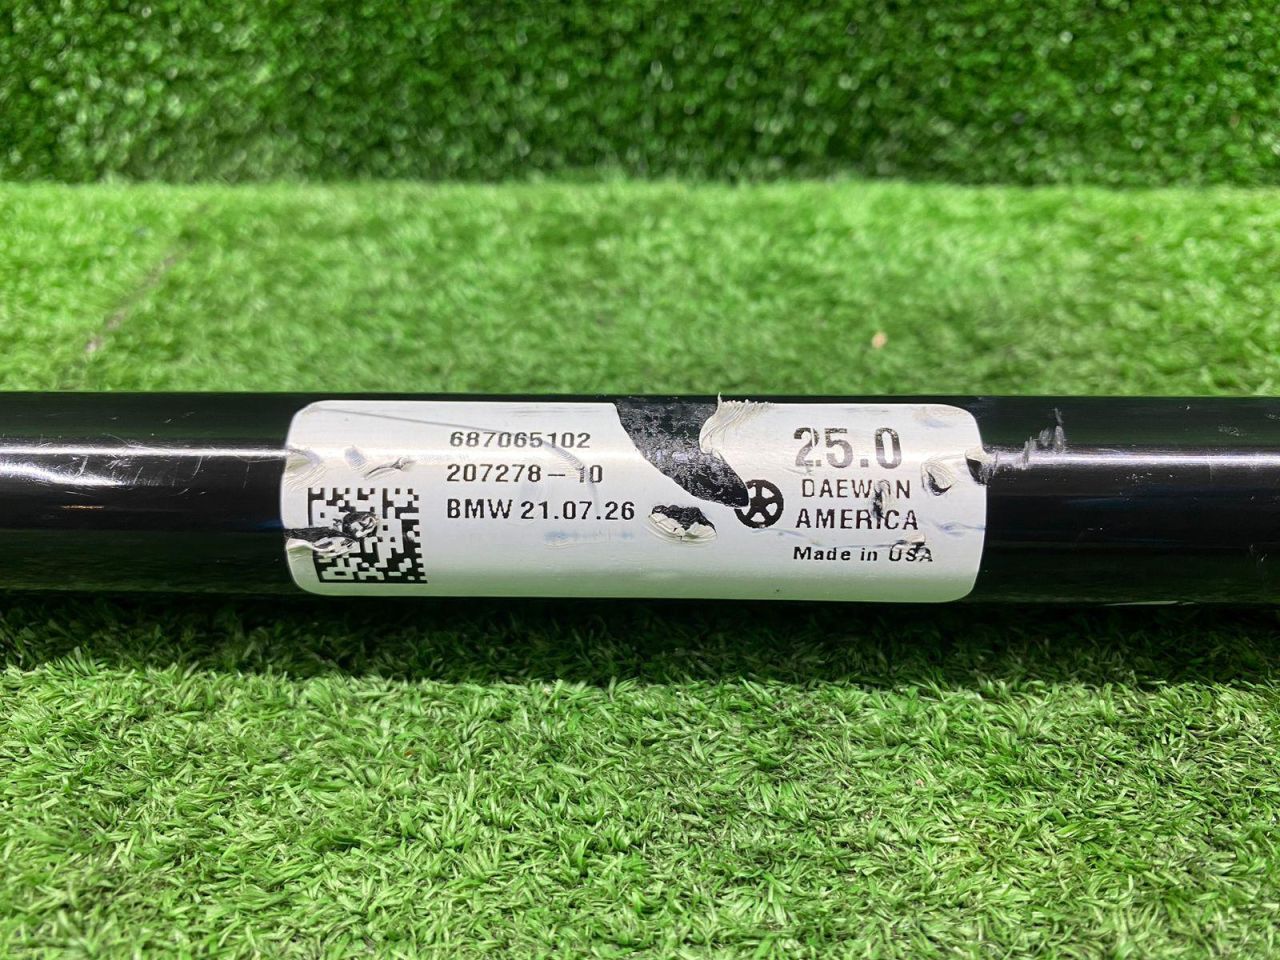 687065102
207278-10
BMW 21.07.26
25.0
DAEWON
AMERICA
Made in USA